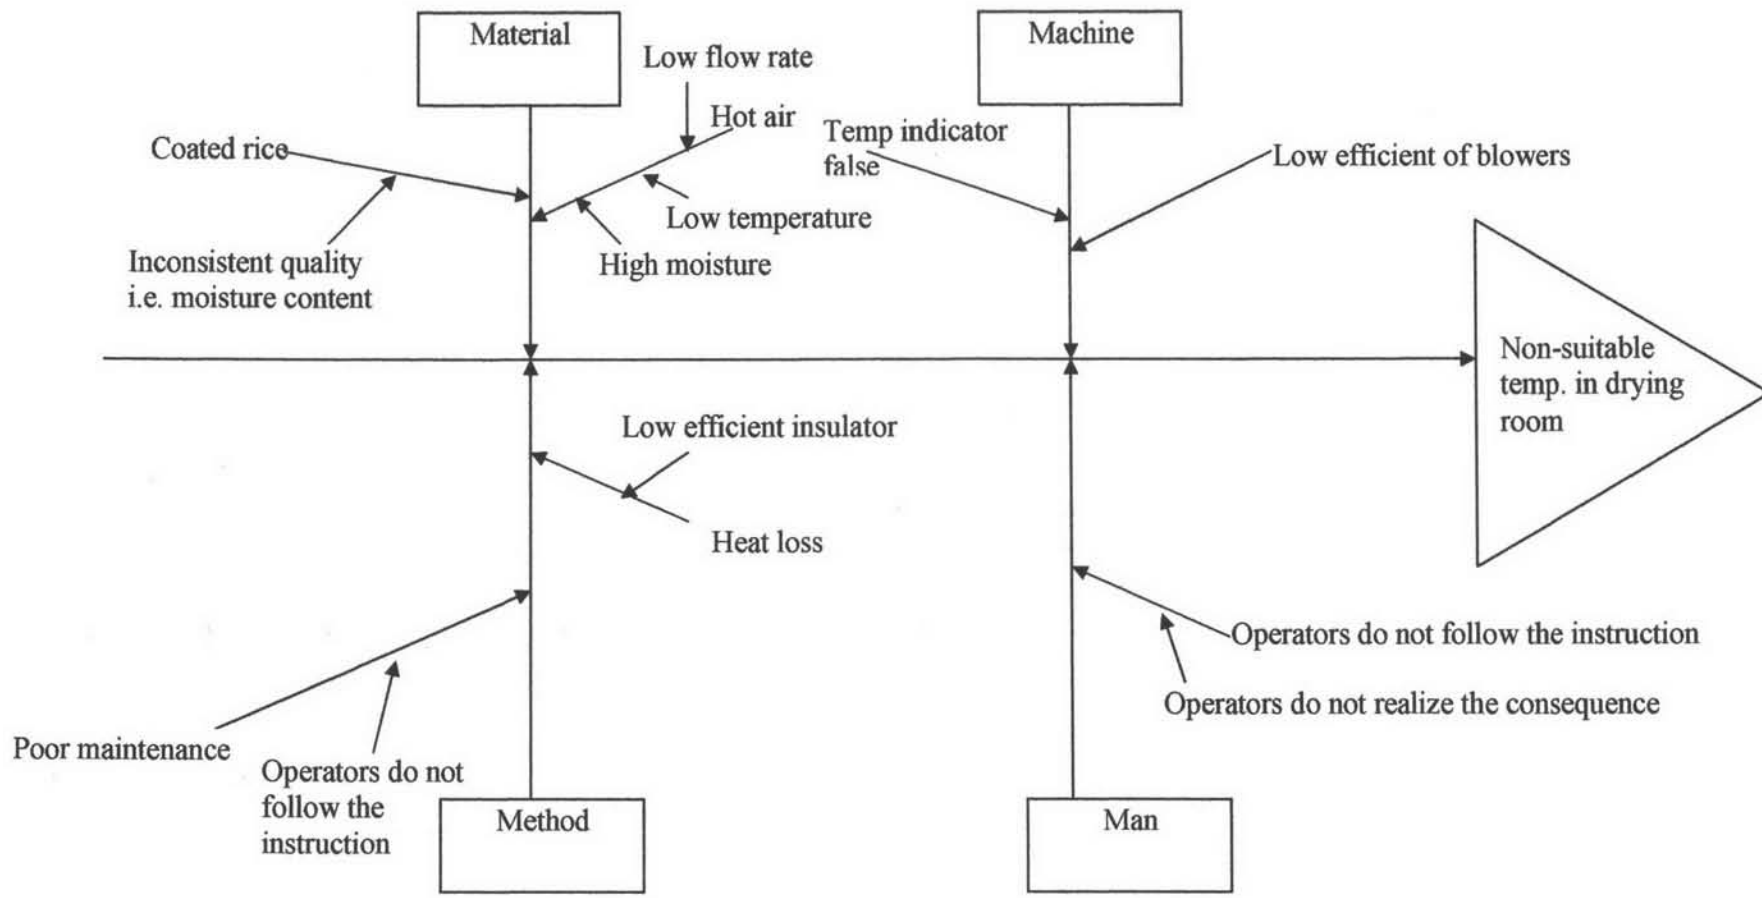 Material
Machine
Low flow rate
Hot air
Temp indicator
false
Coated rice
Low efficient of blowers
Low temperature
Inconsistent quality
i.e. moisture content
High moisture
Non-suitable
temp. in drying
room
Low efficient insulator
Heat loss
Operators do not follow the instruction
Operators do not realize the consequence
Poor maintenance
Operators do not
follow the
instruction
Method
Man